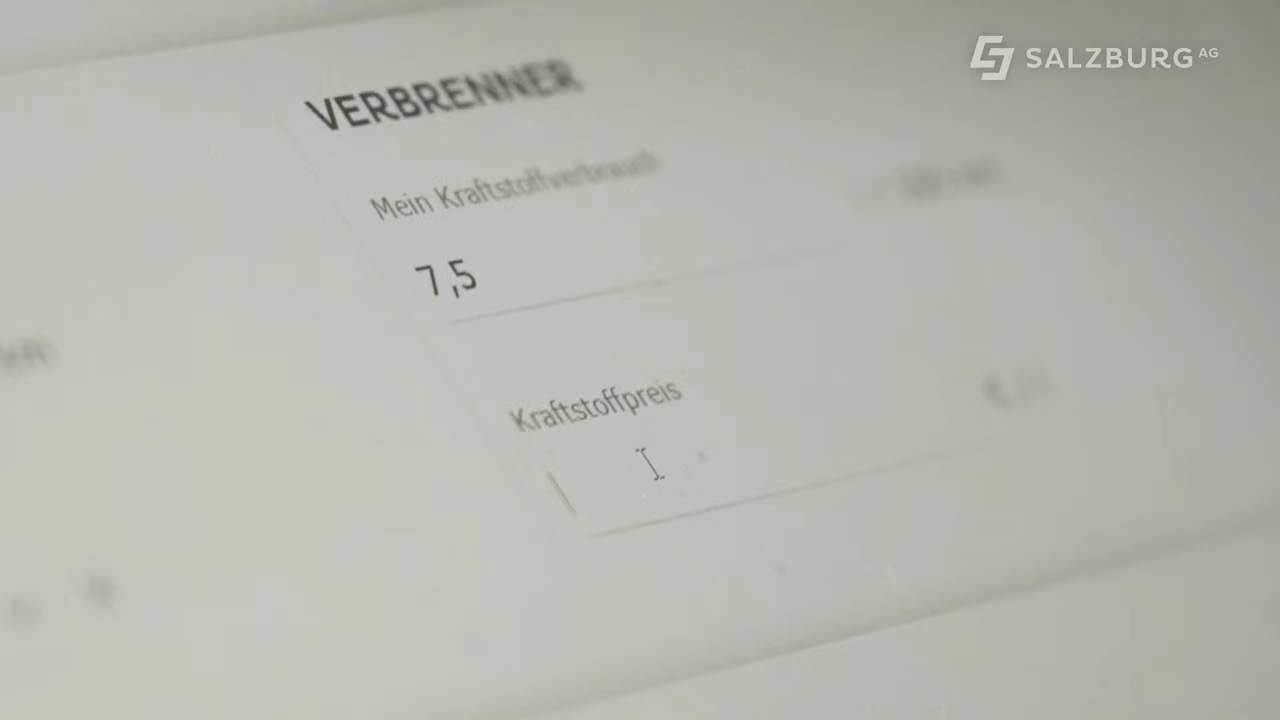 SALZBURG AG
VERBRENNER
Mein Kraftstoffverbrauch
7,5
Kraftstoffpreis